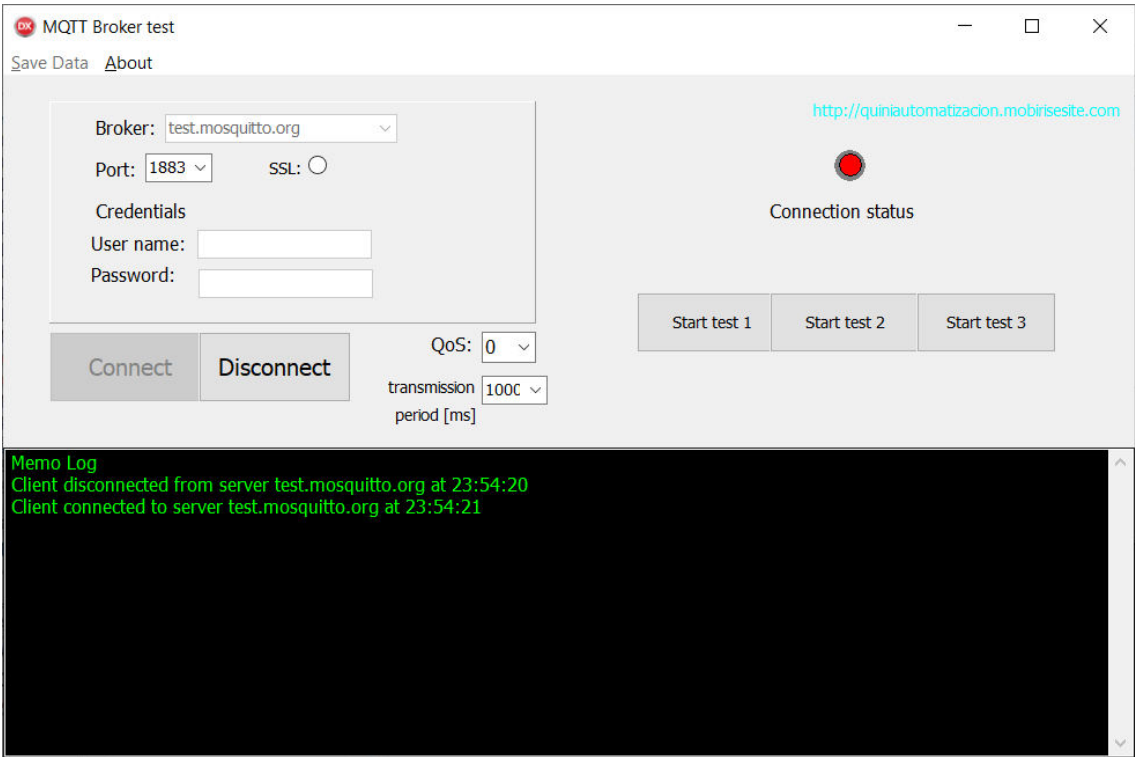 MQTT Broker test
Save Data About
http://quiniautomatizacion.mobirisesite.com
Broker: test.mosquitto.org
Port: 1883 SSL:
Connection status
Credentials
User name:
Password:
Start test 1 Start test 2 Start test 3
Connect Disconnect
QoS: 0
transmission 1000
period [ms]
Memo Log
Client disconnected from server test.mosquitto.org at 23:54:20
Client connected to server test.mosquitto.org at 23:54:21